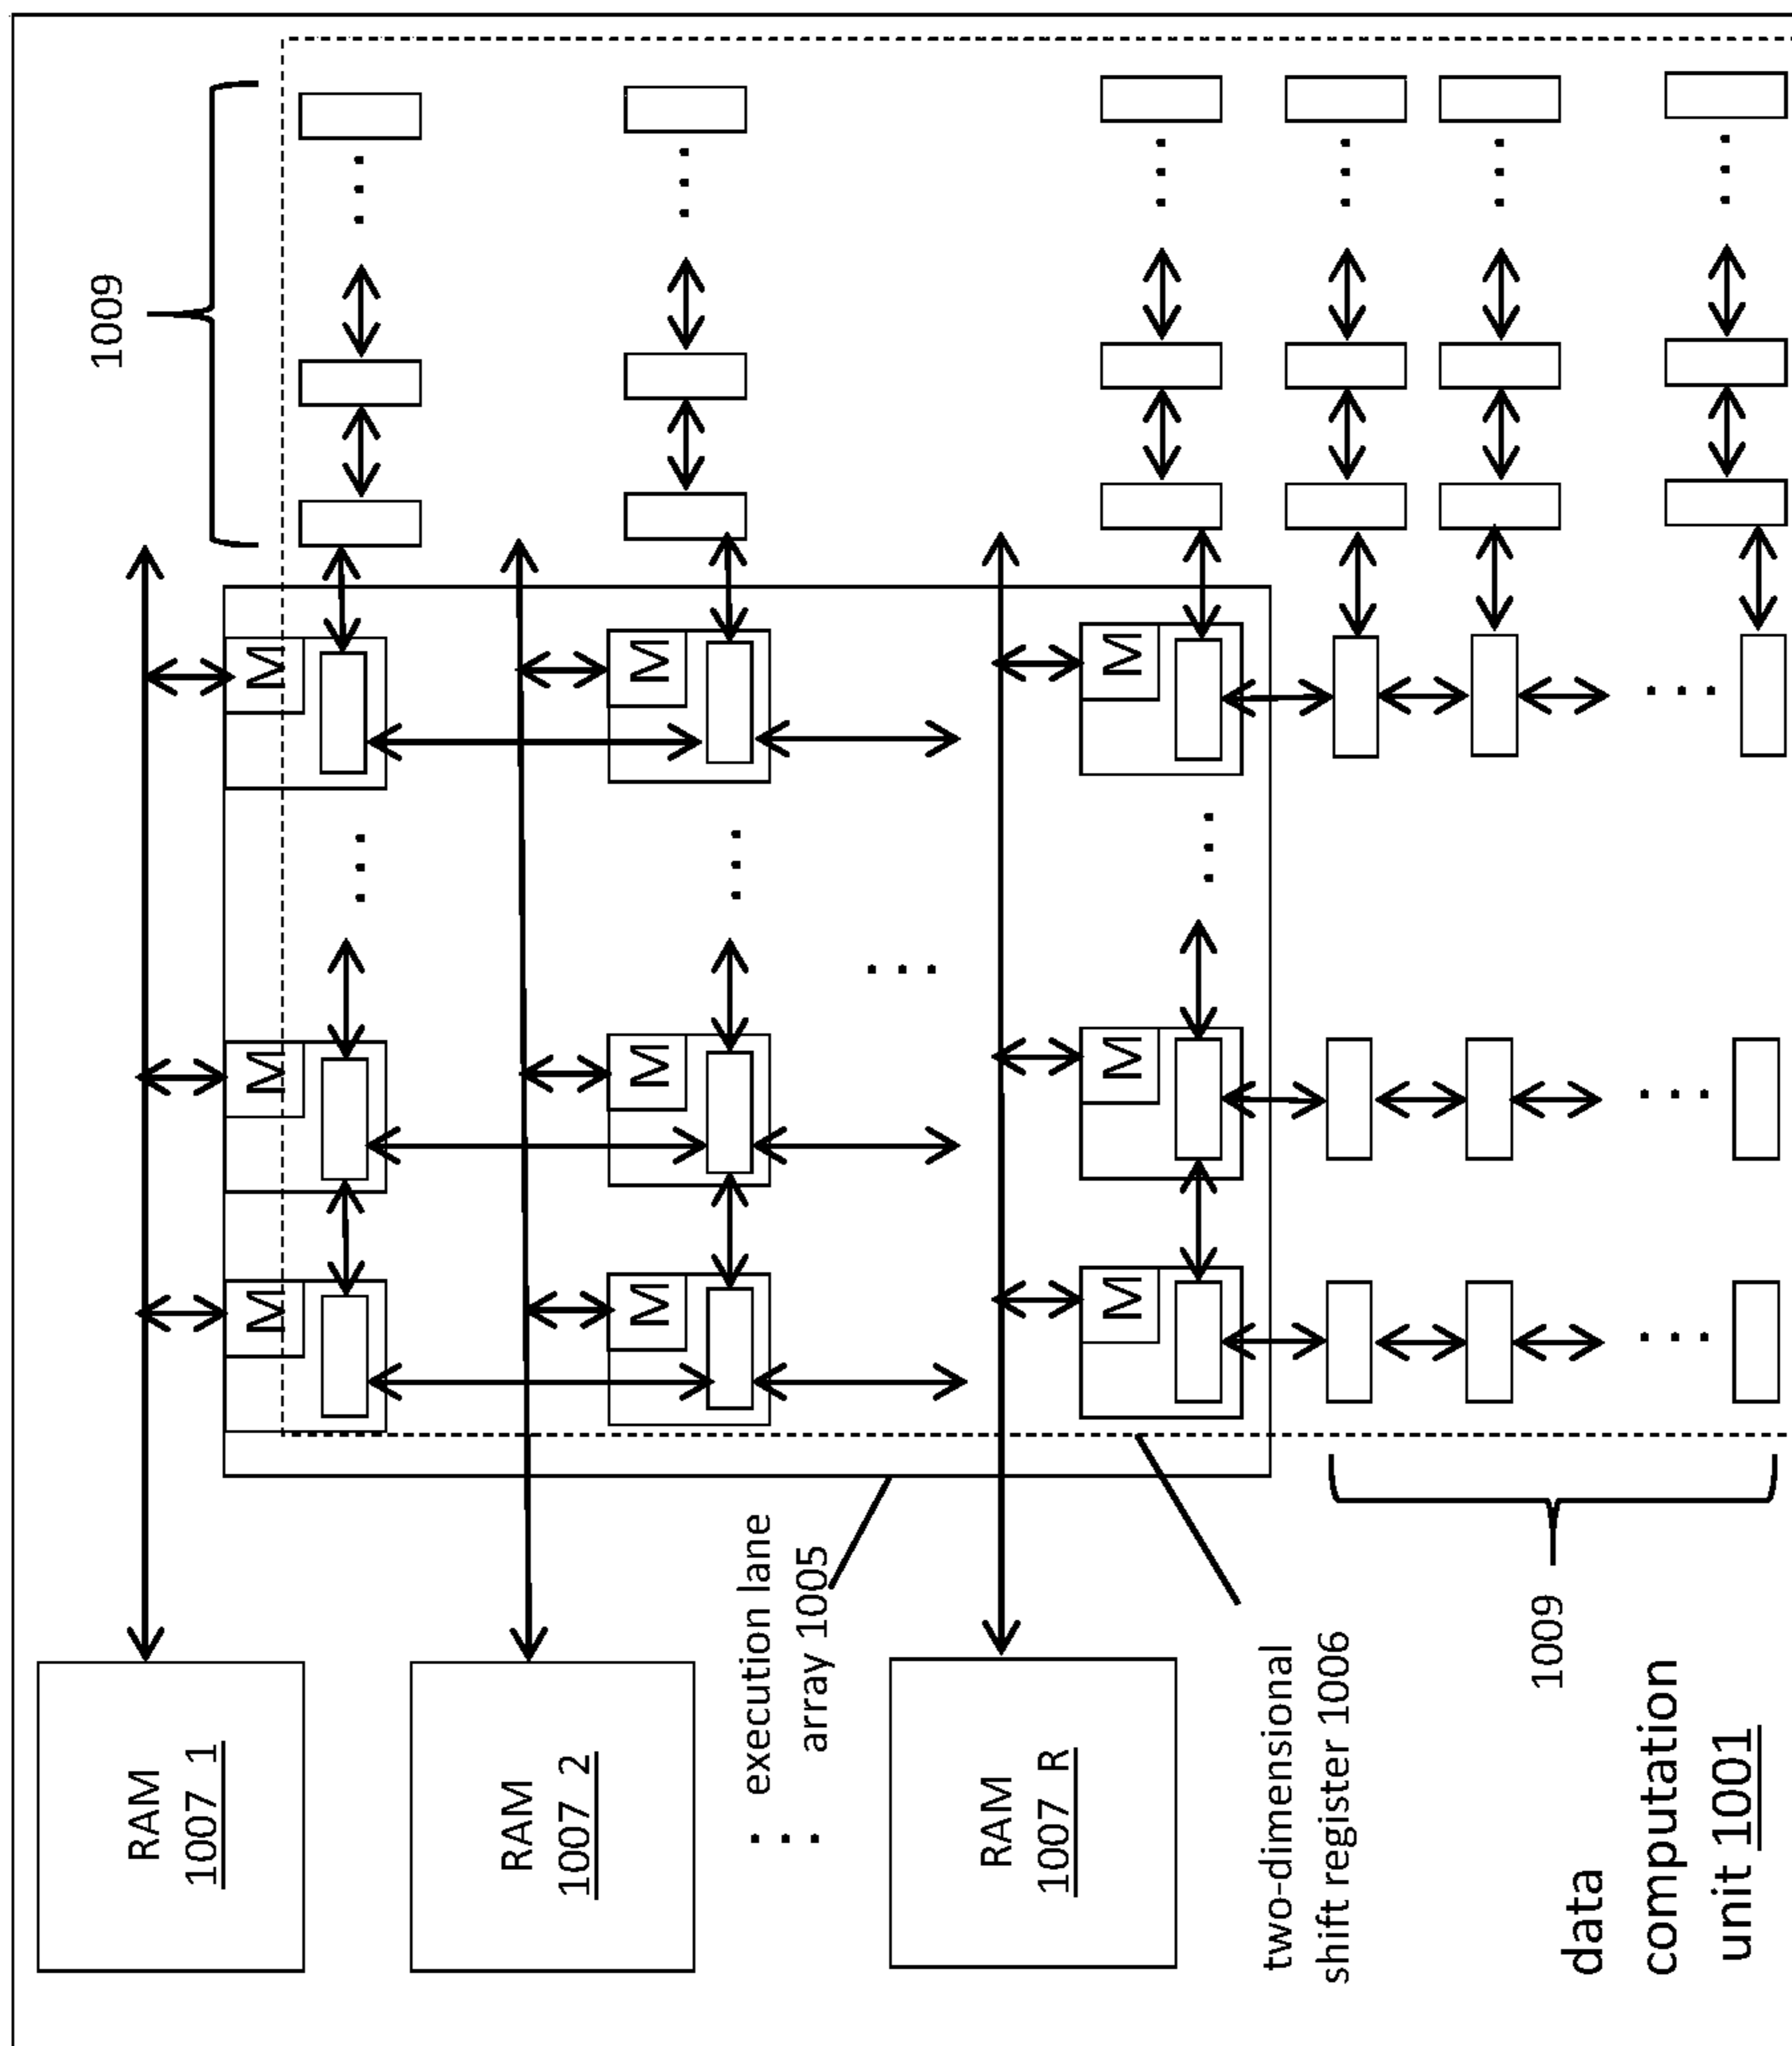 1009
RAM
1007_1
M
M
M
RAM
1007_2
M
M
M
execution lane
array 1005
RAM
1007_R
M
M
M
two-dimensional
shift register 1006
1009
data
computation
unit 1001